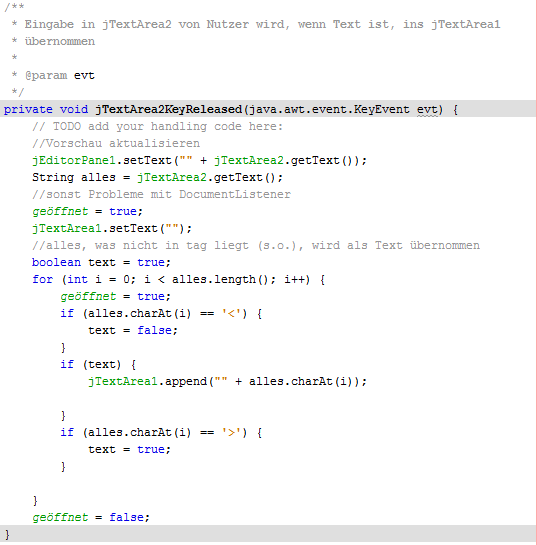 /**
 * Eingabe in jTextArea2 von Nutzer wird, wenn Text ist, ins jTextArea1
 * übernommen
 *
 * @param evt
 */
private void jTextArea2KeyReleased(java.awt.event.KeyEvent evt) {
    // TODO add your handling code here:
    //Vorschau aktualisieren
    jEditorPane1.setText("" + jTextArea2.getText());
    String alles = jTextArea2.getText();
    //sonst Probleme mit DocumentListener
    geöffnet = true;
    jTextArea1.setText("");
    //alles, was nicht in tag liegt (s.o.), wird als Text übernommen
    boolean text = true;
    for (int i = 0; i < alles.length(); i++) {
        geöffnet = true;
        if (alles.charAt(i) == '<') {
            text = false;
        }
        if (text) {
            jTextArea1.append("" + alles.charAt(i));

        }
        if (alles.charAt(i) == '>') {
            text = true;
        }

    }
    geöffnet = false;
}